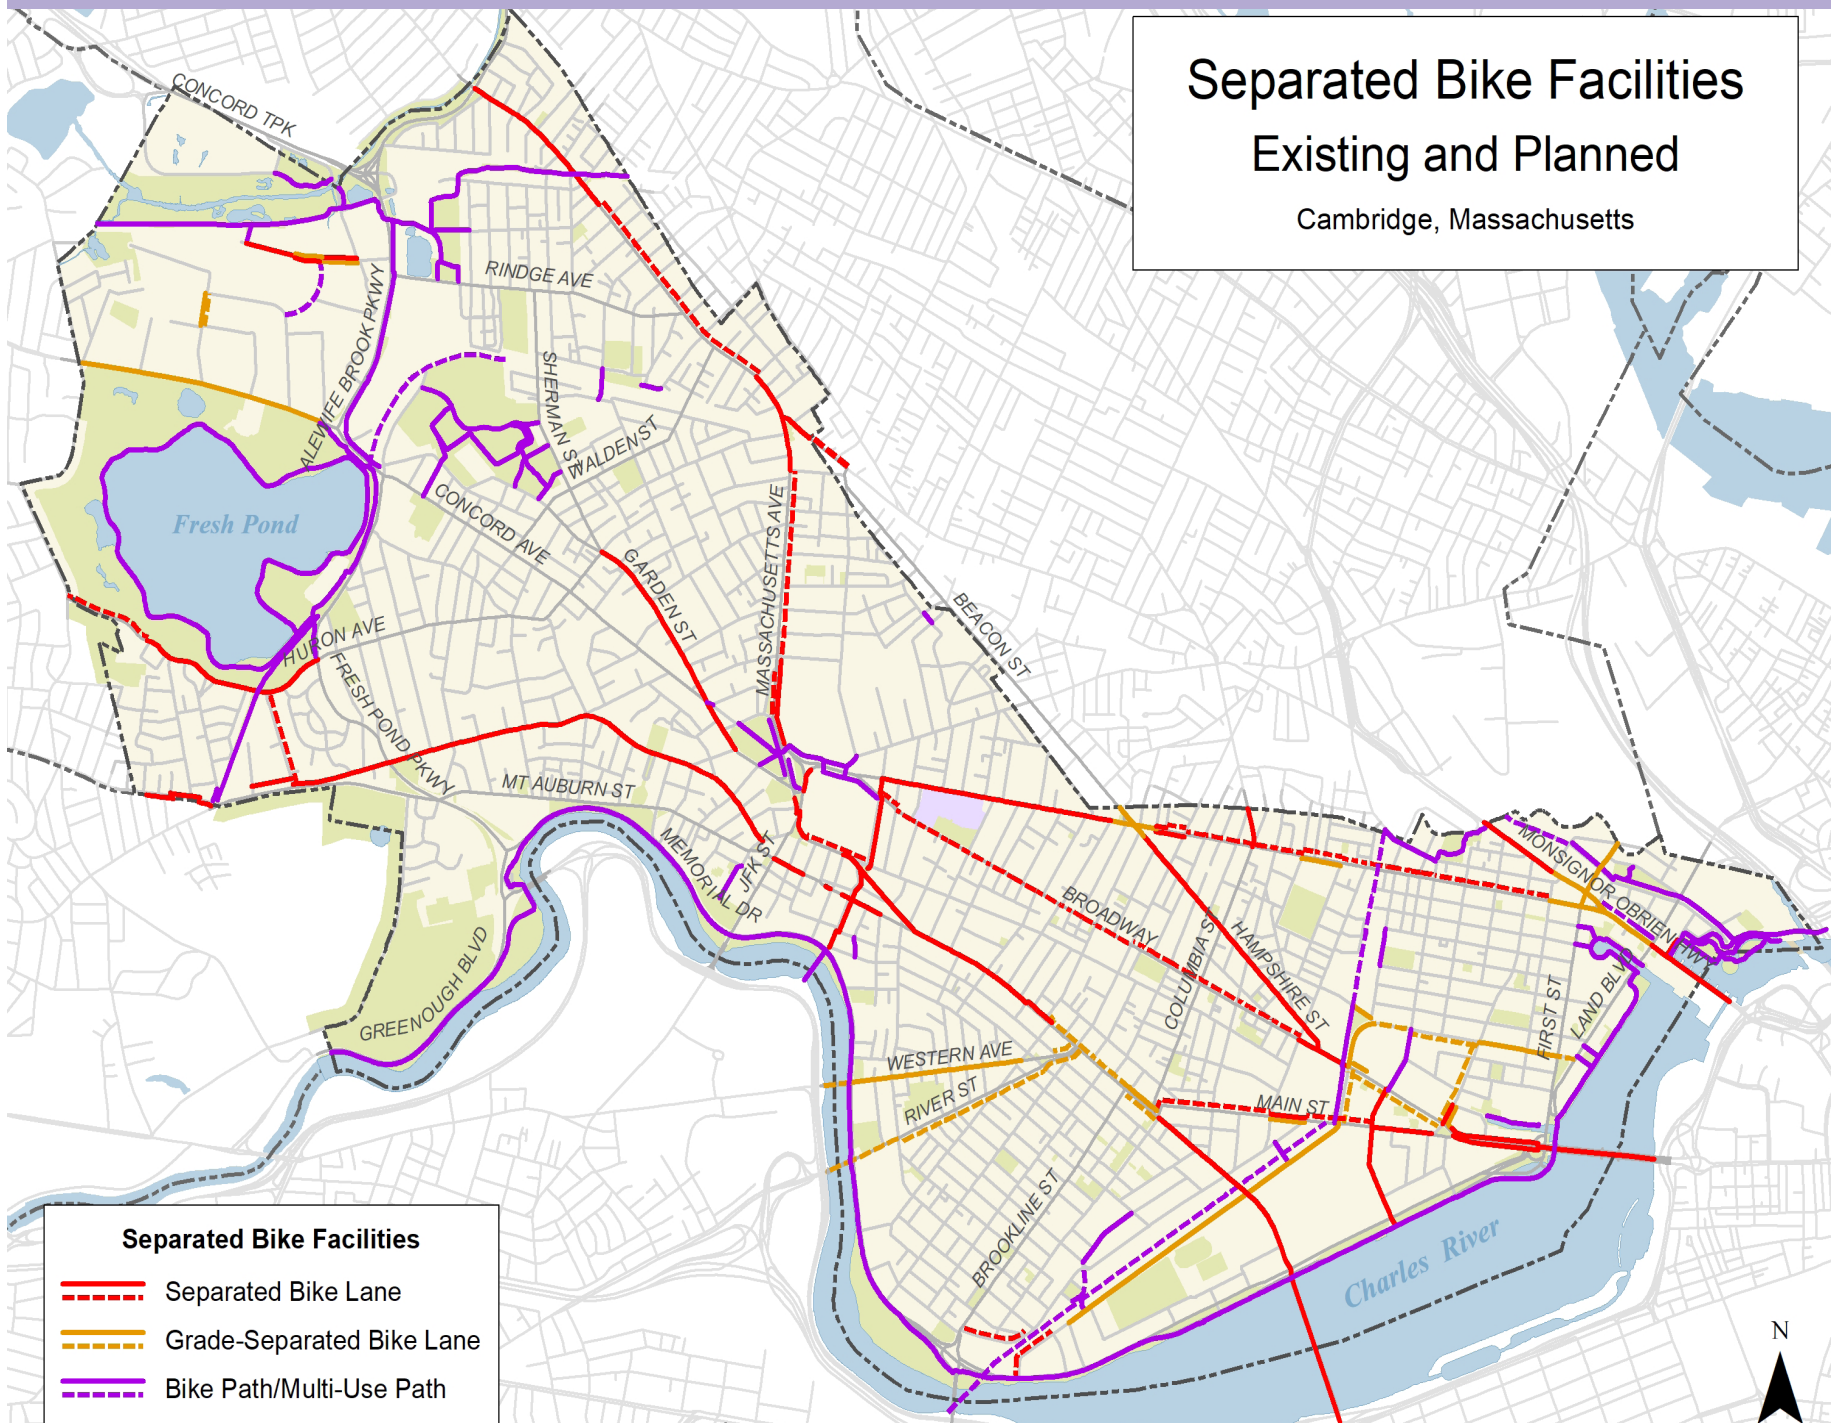 Separated Bike Facilities
Existing and Planned
Cambridge, Massachusetts
CONCORD TPK
RINDGE AVE
ALEWIFE BROOK PKWY
SHERMAN ST
WALDEN ST
Fresh Pond
CONCORD AVE
GARDEN ST
MASSACHUSETTS AVE
BEACON ST
HURON AVE
FRESH POND PKWY
MT AUBURN ST
MEMORIAL DR
JFK ST
BROADWAY
COLUMBIA ST
HAMPSHIRE ST
MONSIGNOR OBRIEN HWY
GREENOUGH BLVD
LAND BLVD
FIRST ST
WESTERN AVE
RIVER ST
MAIN ST
BROOKLINE ST
Charles River
Separated Bike Facilities
Separated Bike Lane
Grade-Separated Bike Lane
Bike Path/Multi-Use Path
N